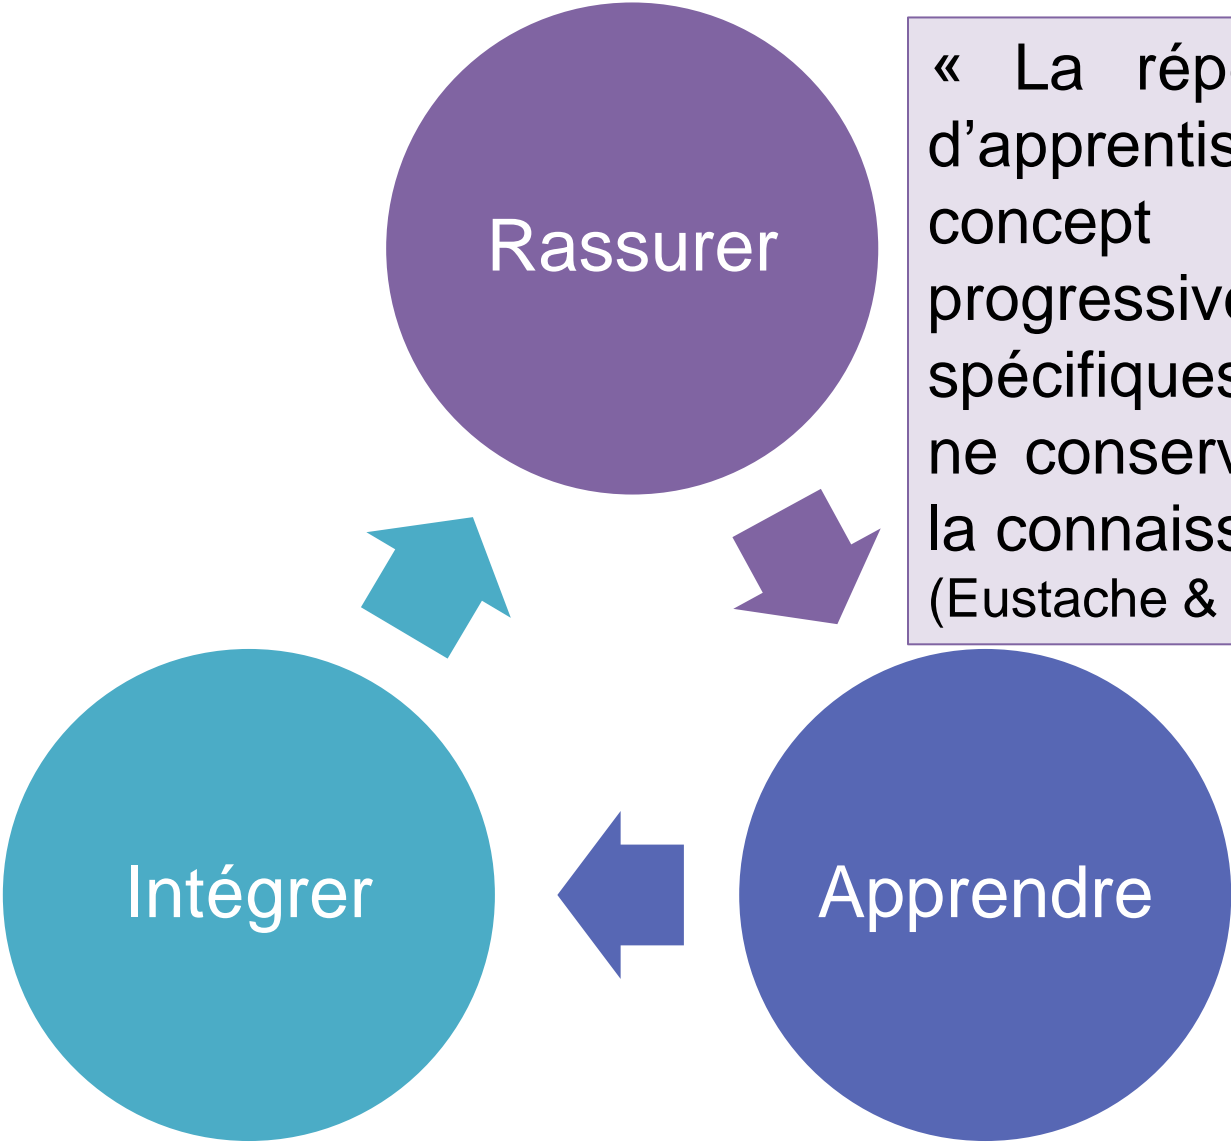 Rassurer
« La rép
d’apprentis
concept
progressive
spécifiques
ne conserv
la connaiss
(Eustache &
Intégrer
Apprendre